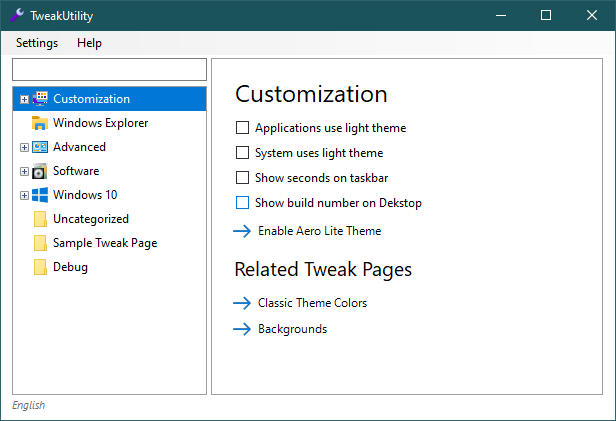 TweakUtility
Settings Help
Customization
Windows Explorer
Advanced
Software
Windows 10
Uncategorized
Sample Tweak Page
Debug
Customization
Applications use light theme
System uses light theme
Show seconds on taskbar
Show build number on Dekstop
Enable Aero Lite Theme
Related Tweak Pages
Classic Theme Colors
Backgrounds
English